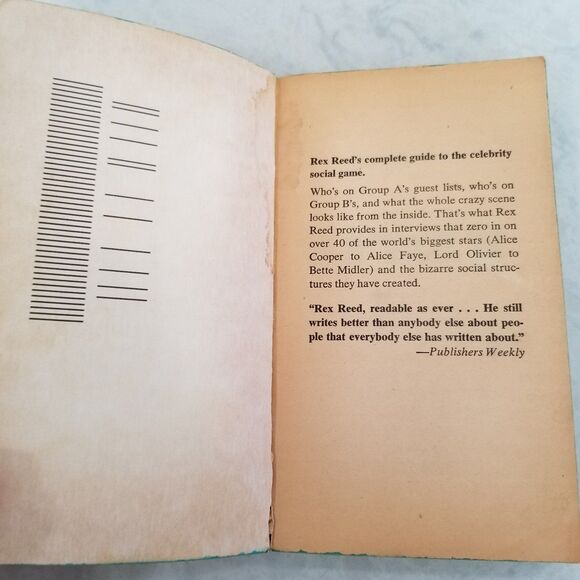 Rex Reed's complete guide to the celebrity
social game.
Who's on Group A's guest lists, who's on
Group B's, and what the whole crazy scene
looks like from the inside. That's what Rex
Reed provides in interviews that zero in on
over 40 of the world's biggest stars (Alice
Cooper to Alice Faye, Lord Olivier to
Bette Midler) and the bizarre social struc-
tures they have created.
"Rex Reed, readable as ever . . . He still
writes better than anybody else about peo-
ple that everybody else has written about."
—Publishers Weekly